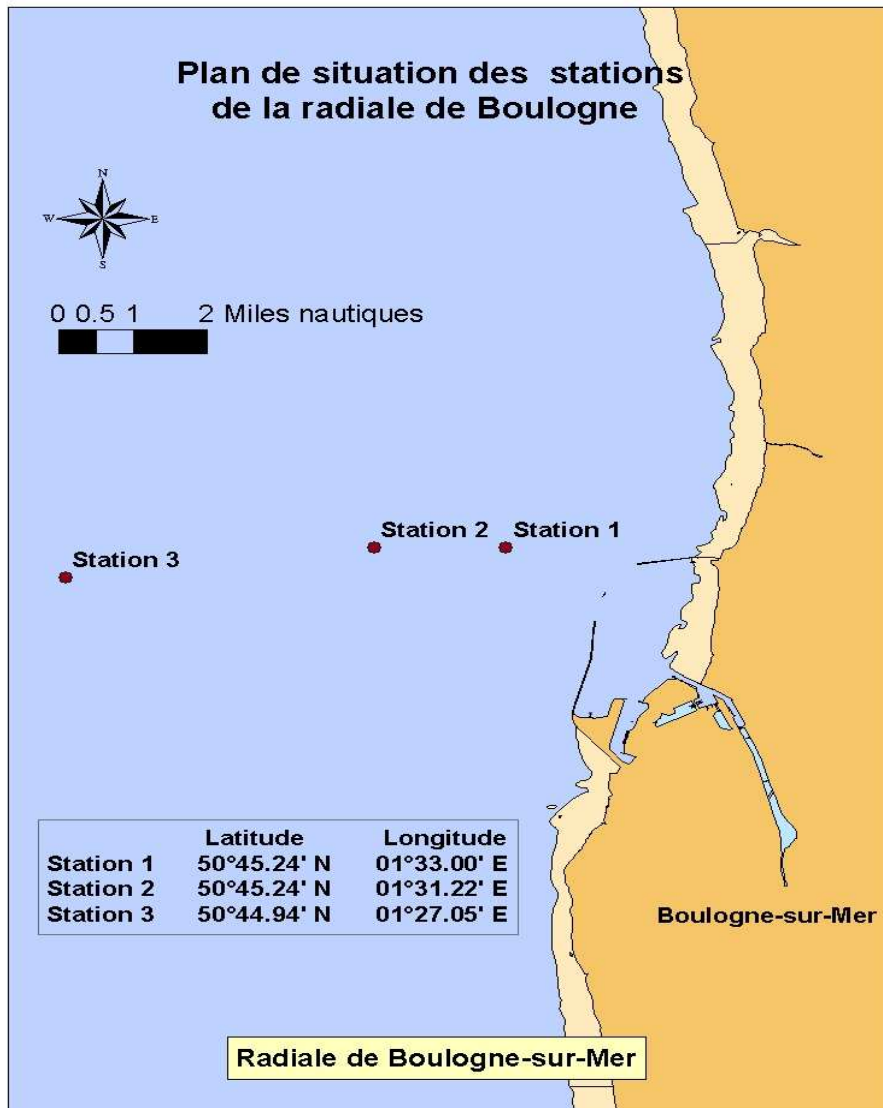 Plan de situation des stations
de la radiale de Boulogne
N
W E
S
0 0.5 1 2 Miles nautiques
Station 2 Station 1
Station 3
Latitude Longitude
Station 1 50°45.24' N 01°33.00' E
Station 2 50°45.24' N 01°31.22' E
Station 3 50°44.94' N 01°27.05' E
Boulogne-sur-Mer
Radiale de Boulogne-sur-Mer